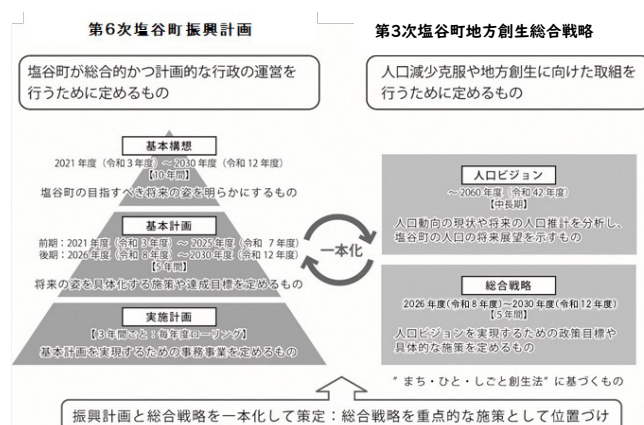 第6次塩谷町振興計画
塩谷町が総合的かつ計画的な行政の運営を
行うために定めるもの
基本構想
2021年度(令和3年度)~2030年度(令和12年度)
【10年間】
塩谷町の目指すべき将来の姿を明らかにするもの
基本計画
前期:2021年度(令和 3年度)~2025年度(令和 7年度)
後期:2026年度(令和 8年度)~2030年度(令和12年度)
【5年間】
将来の姿を具体化する施策や達成目標を定めるもの
実施計画
【3年間ごと:毎年度ローリング】
基本計画を実現するための事務事業を定めるもの
一本化
第3次塩谷町地方創生総合戦略
人口減少克服や地方創生に向けた取組を
行うために定めるもの
人口ビジョン
~2060年度(令和42年度)
【中長期】
人口動向の現状や将来の人口推計を分析し、
塩谷町の人口の将来展望を示すもの
総合戦略
2026年度(令和8年度)~2030年度(令和12年度)
【5年間】
人口ビジョンを実現するための政策目標や
具体的な施策を定めるもの
"まち・ひと・しごと創生法"に基づくもの
振興計画と総合戦略を一本化して策定:総合戦略を重点的な施策として位置づけ